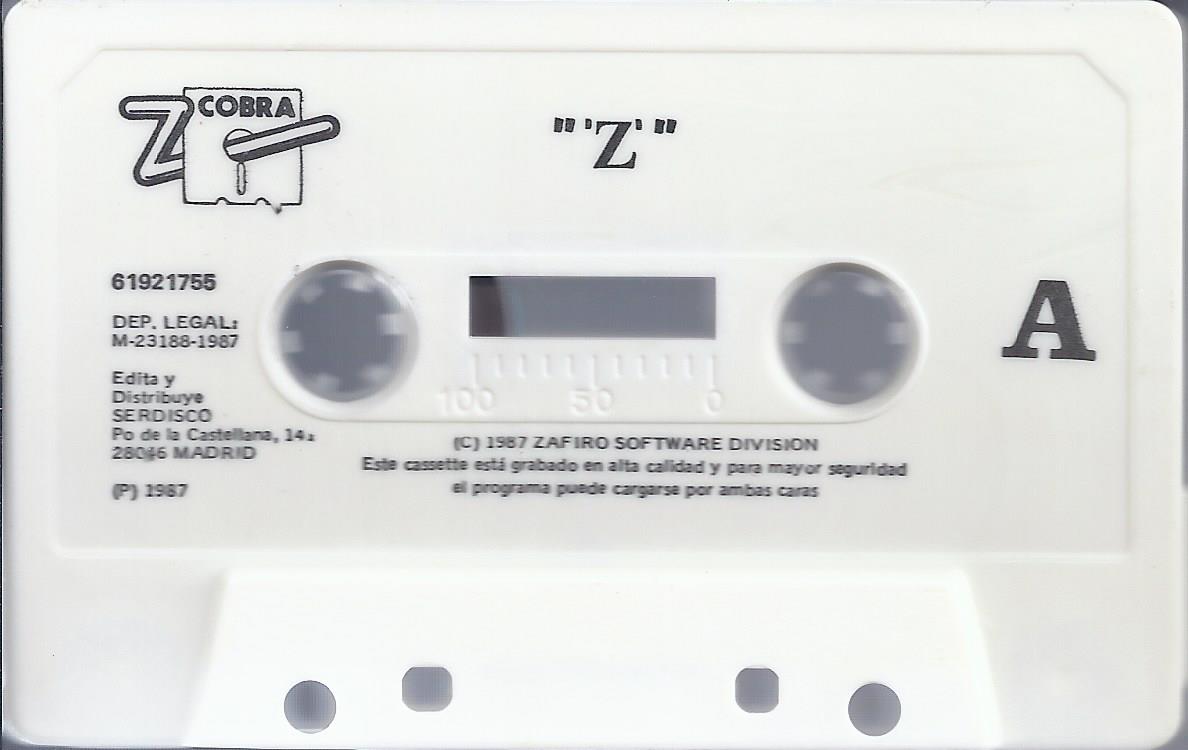 COBRA
"'Z'"
61921755
DEP. LEGAL:
M-23188-1987
A
Edita y
Distribuye
SERDISCO
Po de la Castellana, 14
28046 MADRID
(P) 1987
100 50 0
(C) 1987 ZAFIRO SOFTWARE DIVISION
Este cassette está grabado en alta calidad y para mayor seguridad
el programa puede cargarse por ambas caras